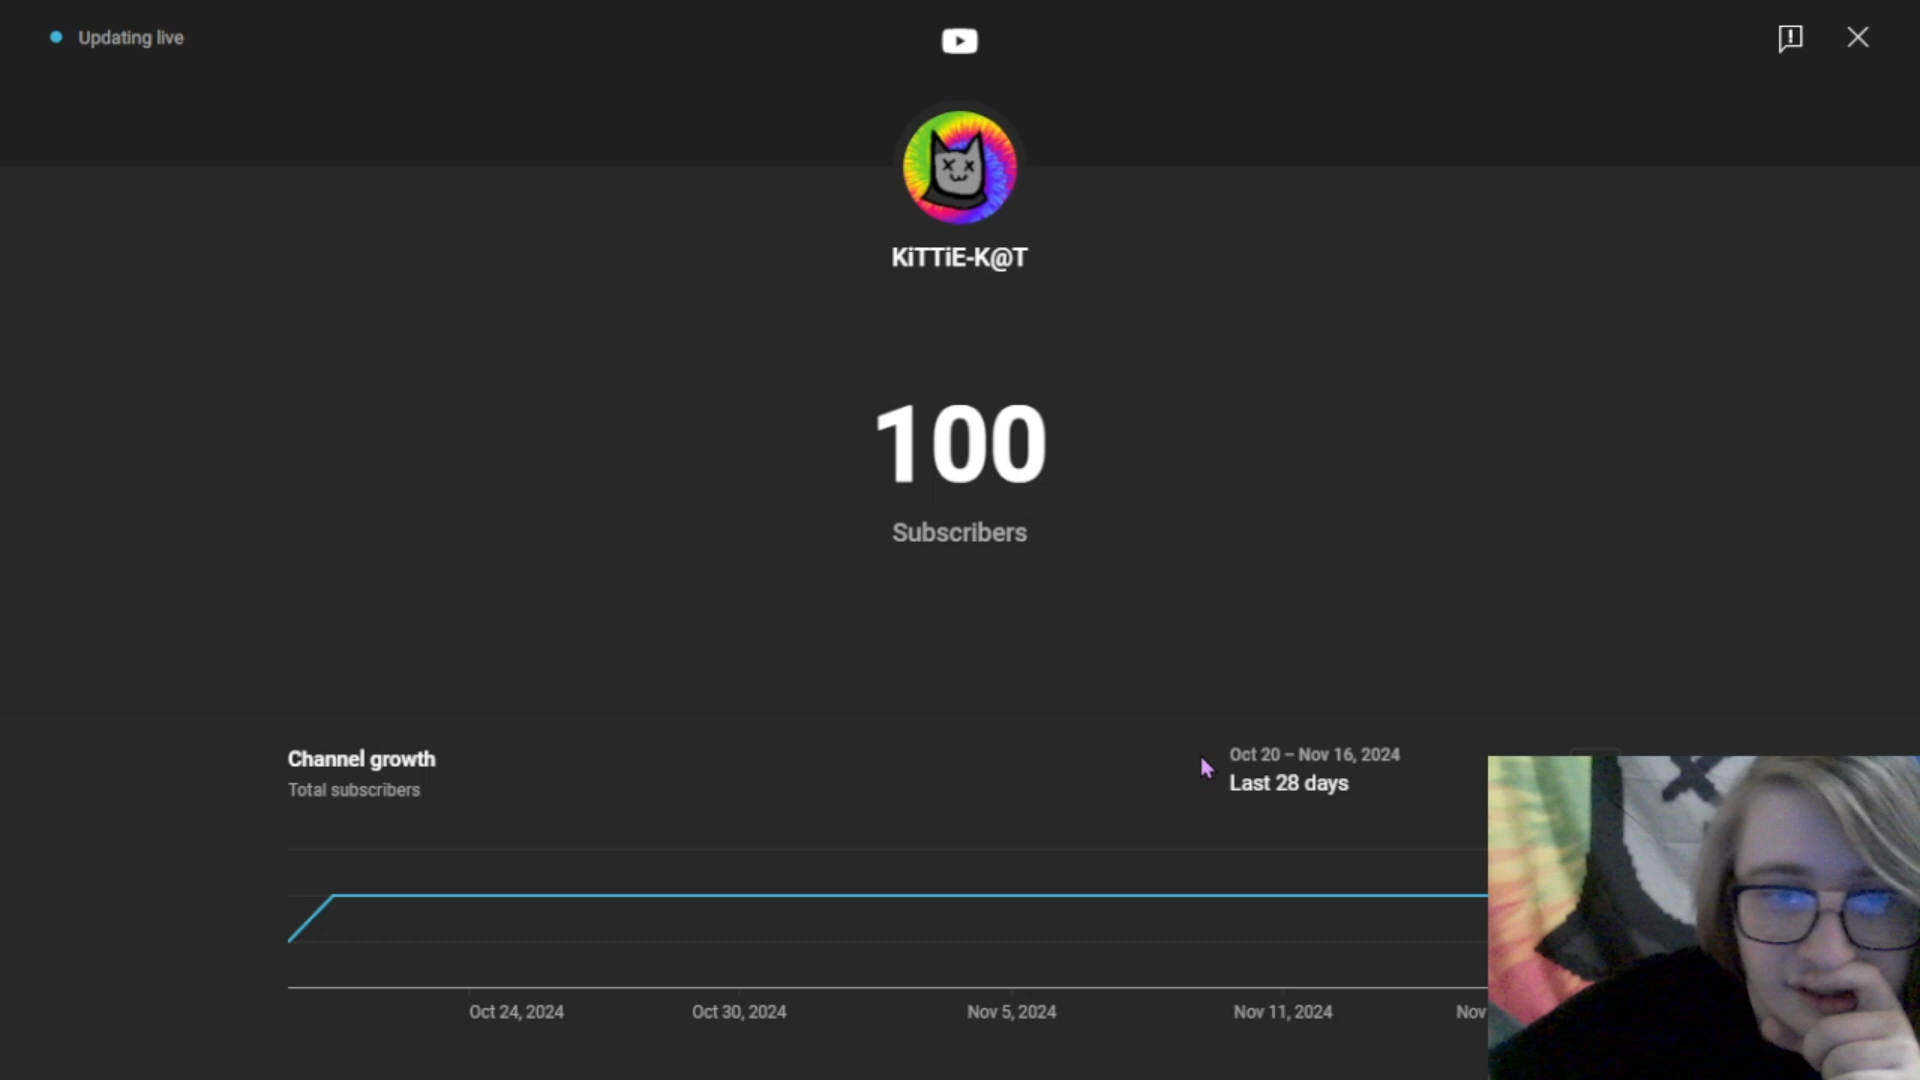 Updating live
KiTTiE-K@T
100
Subscribers
Channel growth
Total subscribers
Oct 20 – Nov 16, 2024
Last 28 days
Oct 24, 2024
Oct 30, 2024
Nov 5, 2024
Nov 11, 2024
Nov